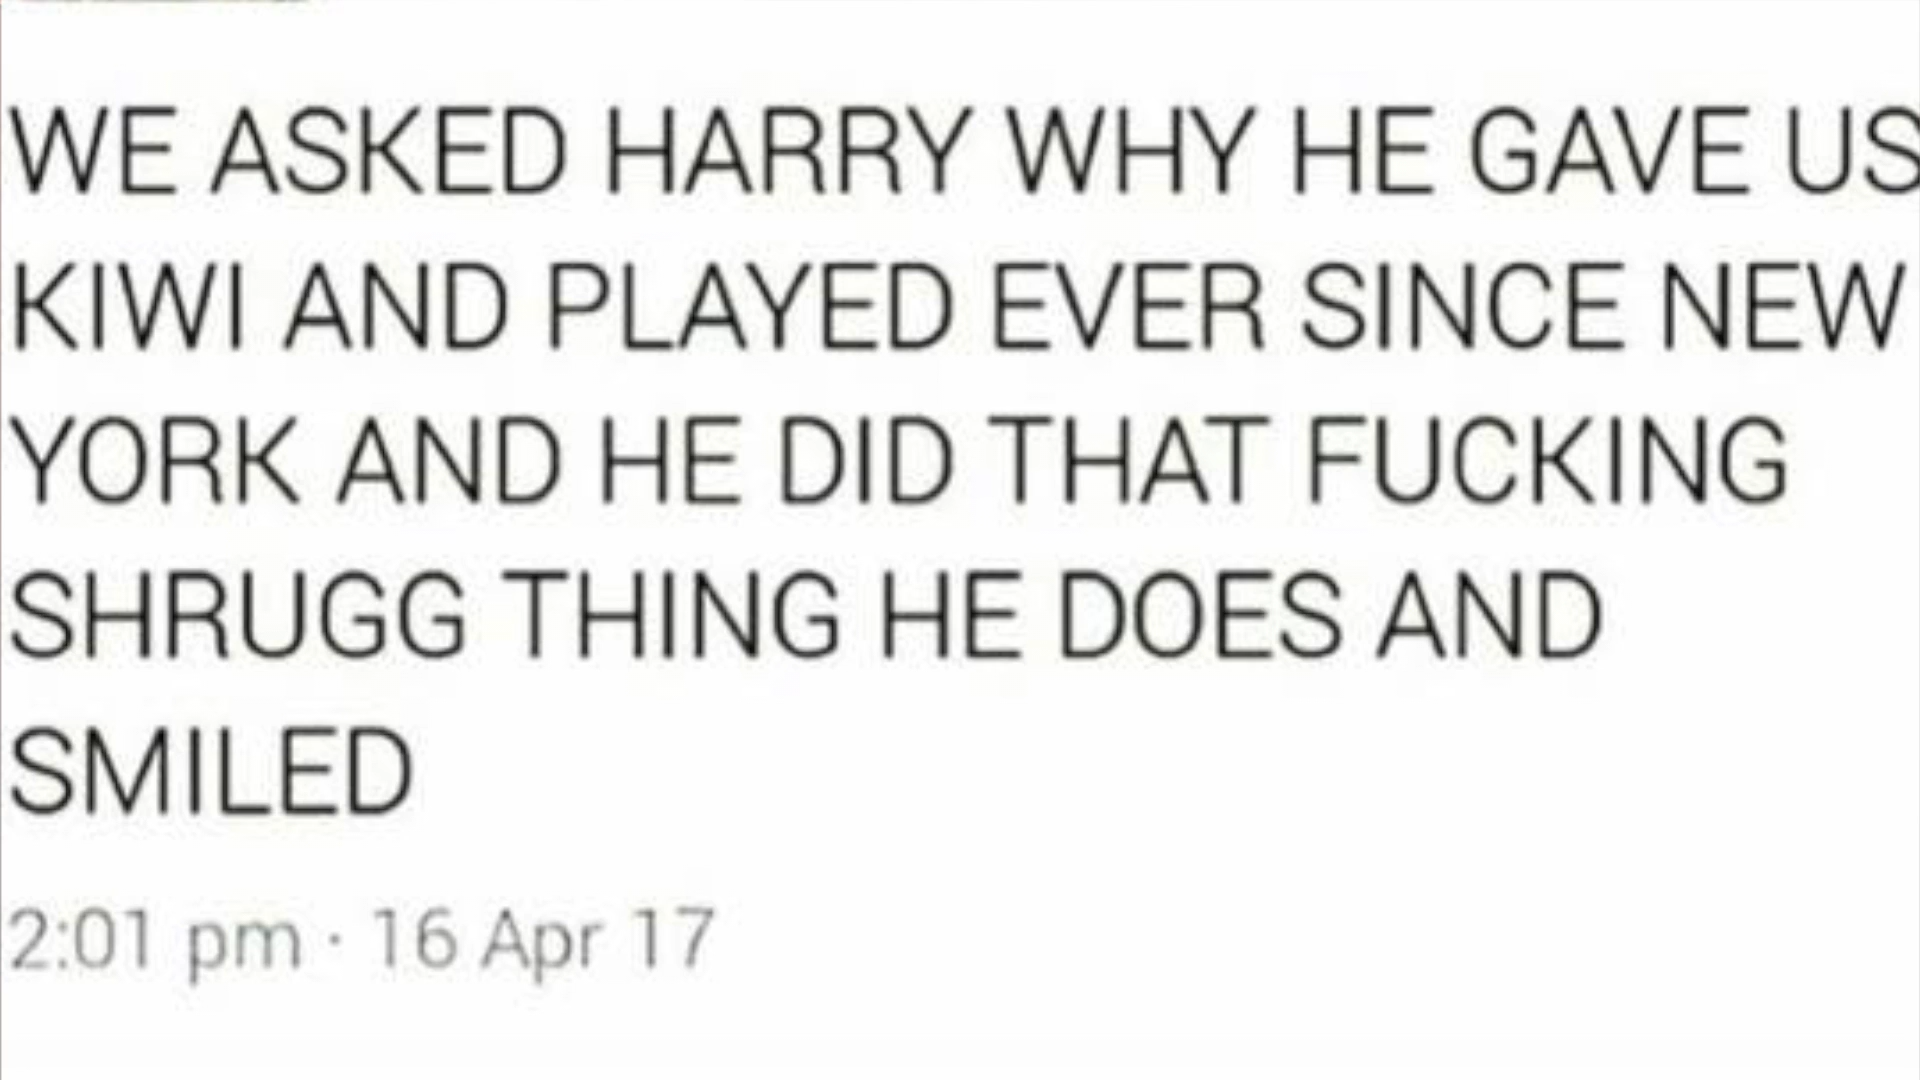 WE ASKED HARRY WHY HE GAVE US
KIWI AND PLAYED EVER SINCE NEW
YORK AND HE DID THAT FUCKING
SHRUGG THING HE DOES AND
SMILED
2:01 pm · 16 Apr 17